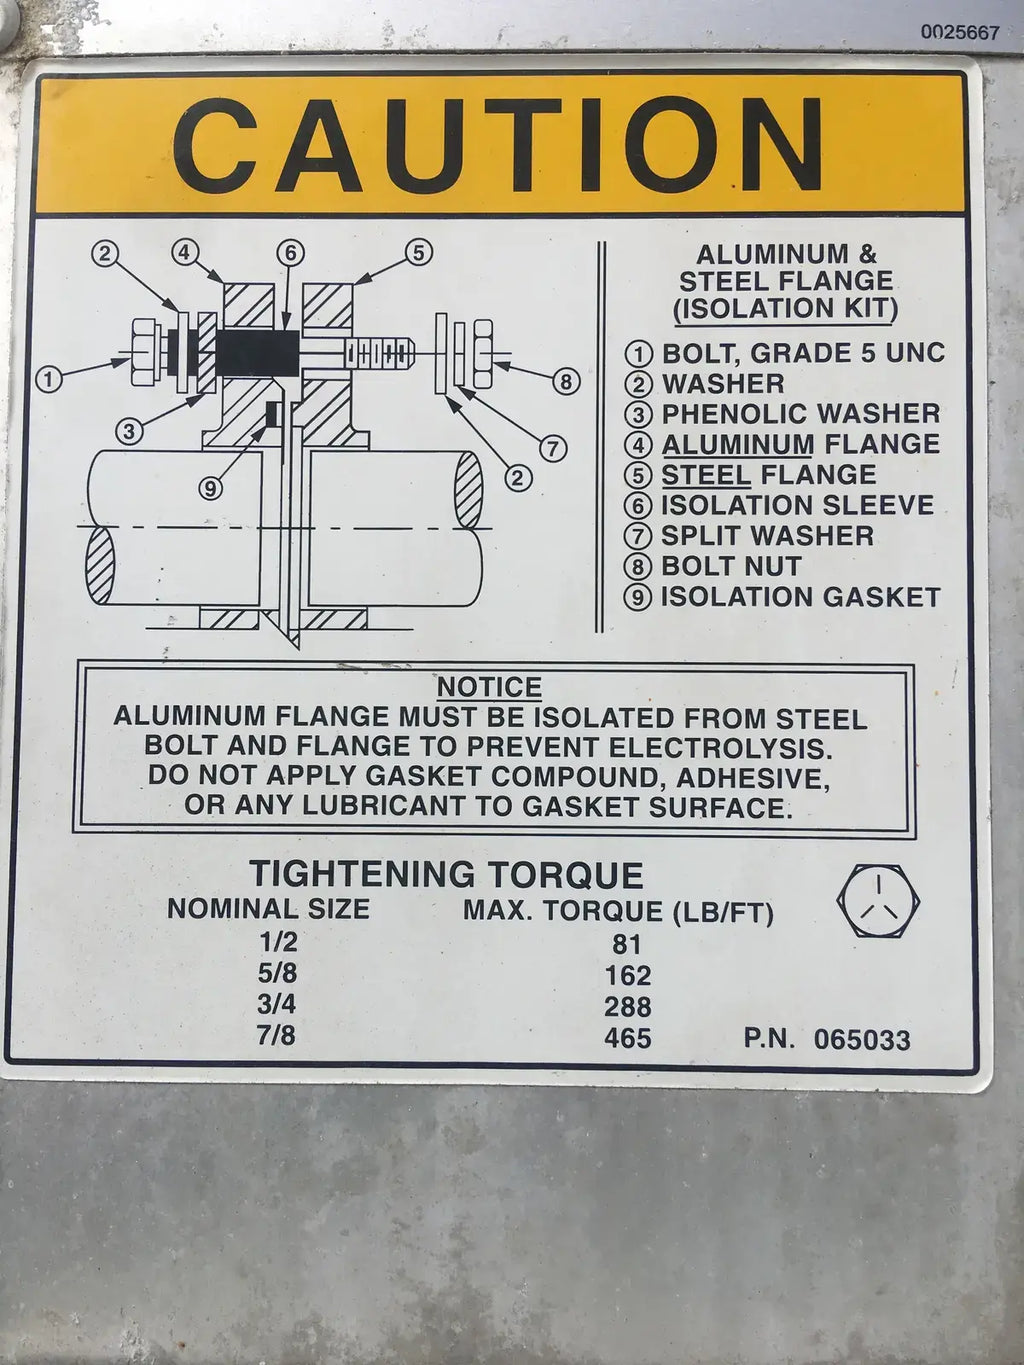 0025667
CAUTION
② ④ ⑥ ⑤
① ⑧
③ ⑦
⑨ ②
ALUMINUM &
STEEL FLANGE
(ISOLATION KIT)
① BOLT, GRADE 5 UNC
② WASHER
③ PHENOLIC WASHER
④ ALUMINUM FLANGE
⑤ STEEL FLANGE
⑥ ISOLATION SLEEVE
⑦ SPLIT WASHER
⑧ BOLT NUT
⑨ ISOLATION GASKET
NOTICE
ALUMINUM FLANGE MUST BE ISOLATED FROM STEEL
BOLT AND FLANGE TO PREVENT ELECTROLYSIS.
DO NOT APPLY GASKET COMPOUND, ADHESIVE,
OR ANY LUBRICANT TO GASKET SURFACE.
TIGHTENING TORQUE
NOMINAL SIZE MAX. TORQUE (LB/FT)
1/2 81
5/8 162
3/4 288
7/8 465
P.N. 065033